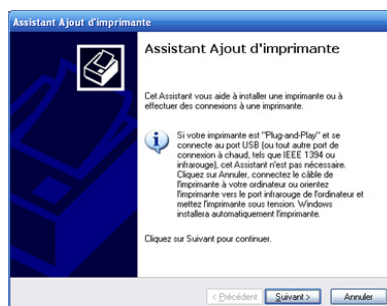 Assistant Ajout d'imprimante
Assistant Ajout d'imprimante
Cet Assistant vous aide à installer une imprimante ou à
effectuer des connexions à une imprimante.
Si votre imprimante est "Plug-and-Play" et se
connecte au port USB (ou tout autre port de
connexion à chaud, tels que IEEE 1394 ou
infrarouge), cet Assistant n'est pas nécessaire.
Cliquez sur Annuler, connectez le câble de
l'imprimante à votre ordinateur ou orientez
l'imprimante vers le port infrarouge de l'ordinateur et
mettez l'imprimante sous tension. Windows
installera automatiquement l'imprimante.
Cliquez sur Suivant pour continuer.
< Précédent Suivant > Annuler